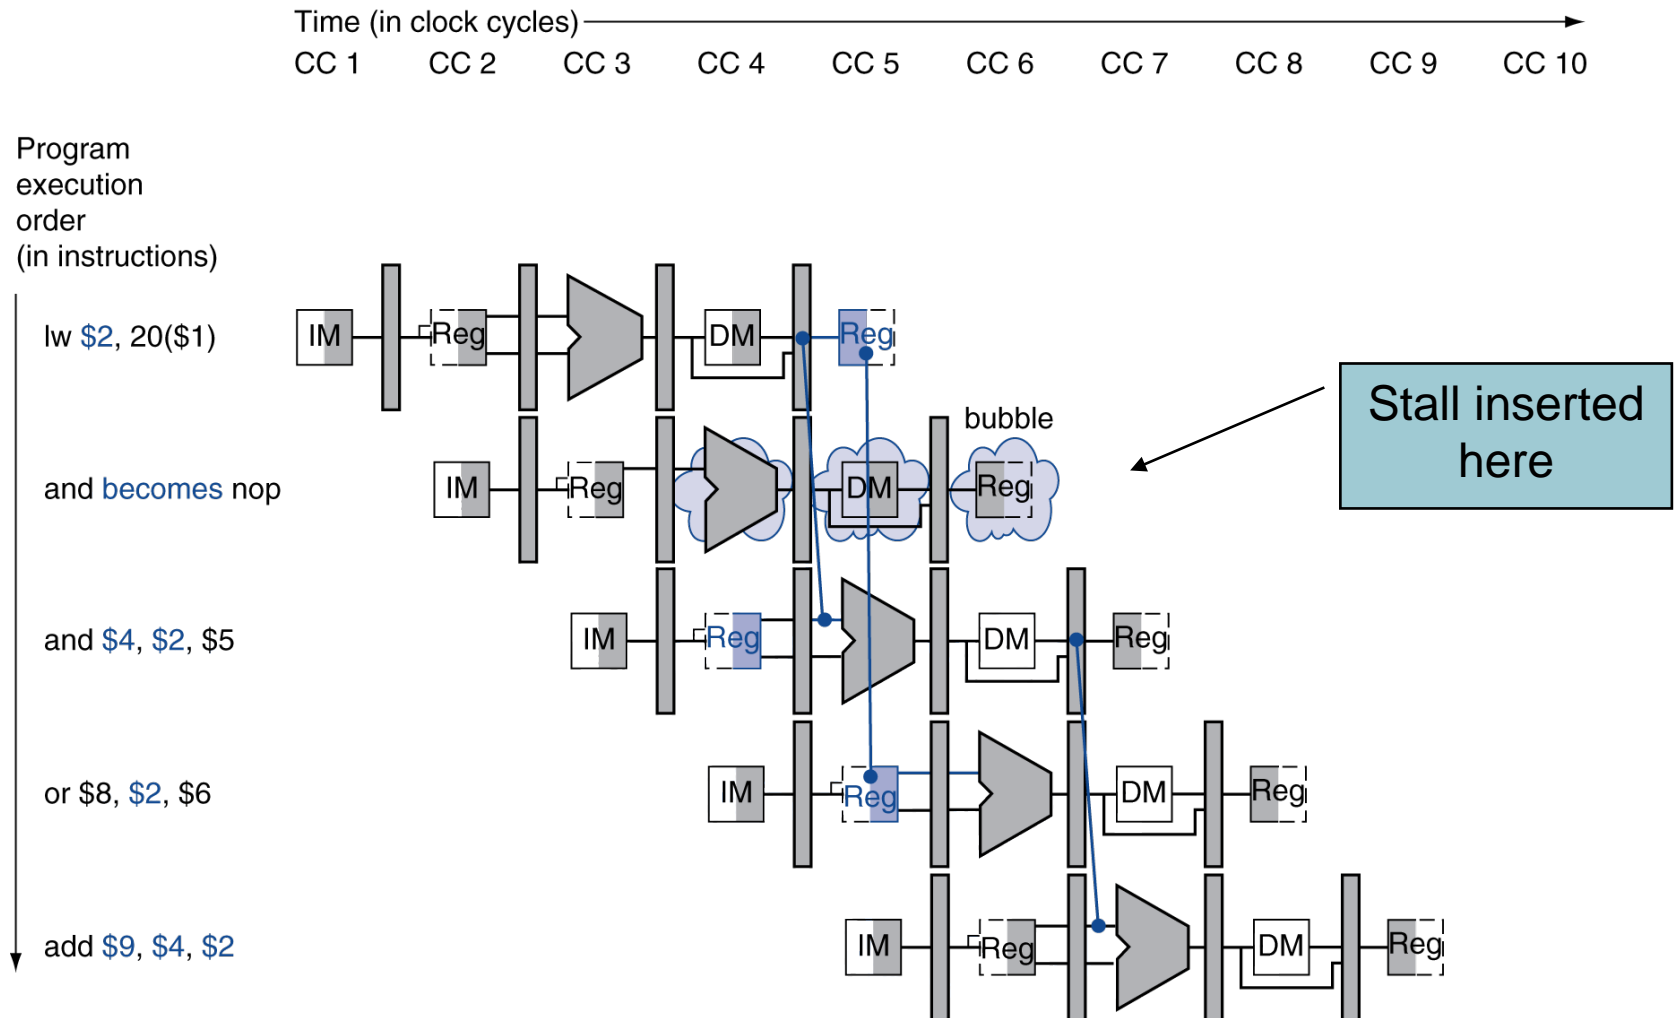 Time (in clock cycles)
CC 1 CC 2 CC 3 CC 4 CC 5 CC 6 CC 7 CC 8 CC 9 CC 10
Program
execution
order
(in instructions)
lw $2, 20($1) IM Reg DM Reg
Stall inserted
here
bubble
and becomes nop IM Reg DM Reg
and $4, $2, $5 IM Reg DM Reg
or $8, $2, $6 IM Reg DM Reg
add $9, $4, $2 IM Reg DM Reg